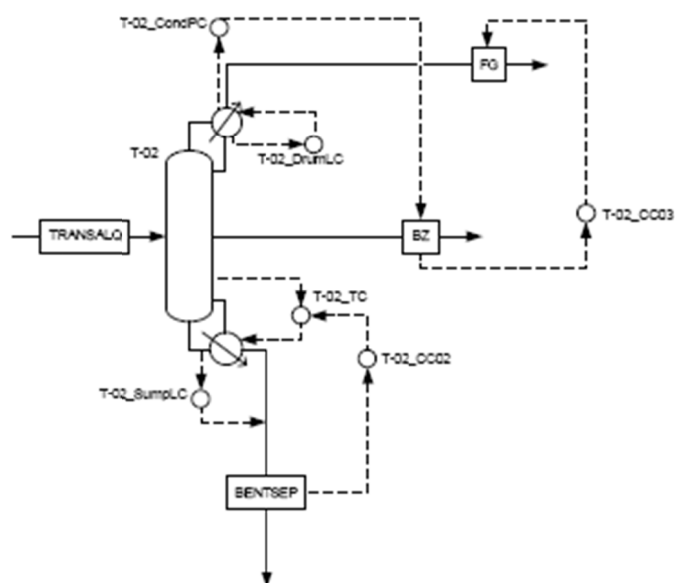 T-02_CondPC
FG
T-02
T-02_DrumLC
T-02_CC03
TRANSALQ
BZ
T-02_TC
T-02_CC02
T-02_SumpLC
BENTSEP